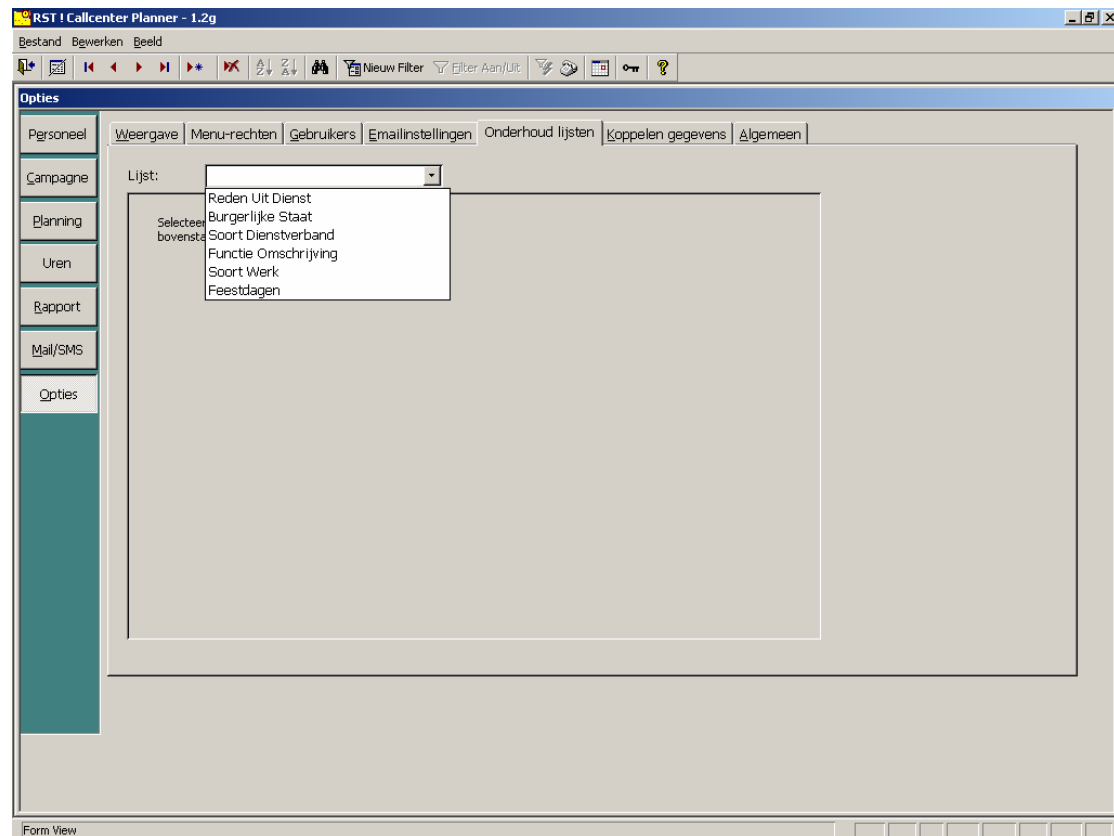 RST ! Callcenter Planner - 1.2g
Bestand Bewerken Beeld
Nieuw Filter Filter Aan/Uit
Opties
Personeel
Campagne
Planning
Uren
Rapport
Mail/SMS
Opties
Weergave Menu-rechten Gebruikers Emailinstellingen Onderhoud lijsten Koppelen gegevens Algemeen
Lijst:
Reden Uit Dienst
Burgerlijke Staat
Soort Dienstverband
Functie Omschrijving
Soort Werk
Feestdagen
Form View